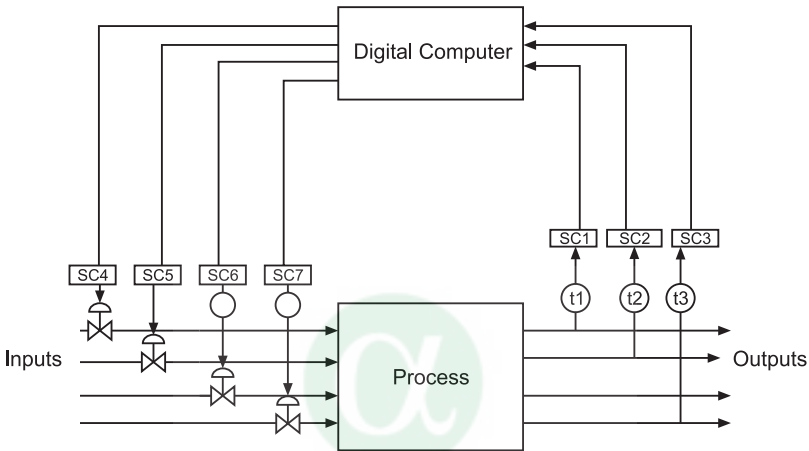 Digital Computer
SC1 SC2 SC3
SC4 SC5 SC6 SC7
t1 t2 t3
Inputs
Process
Outputs